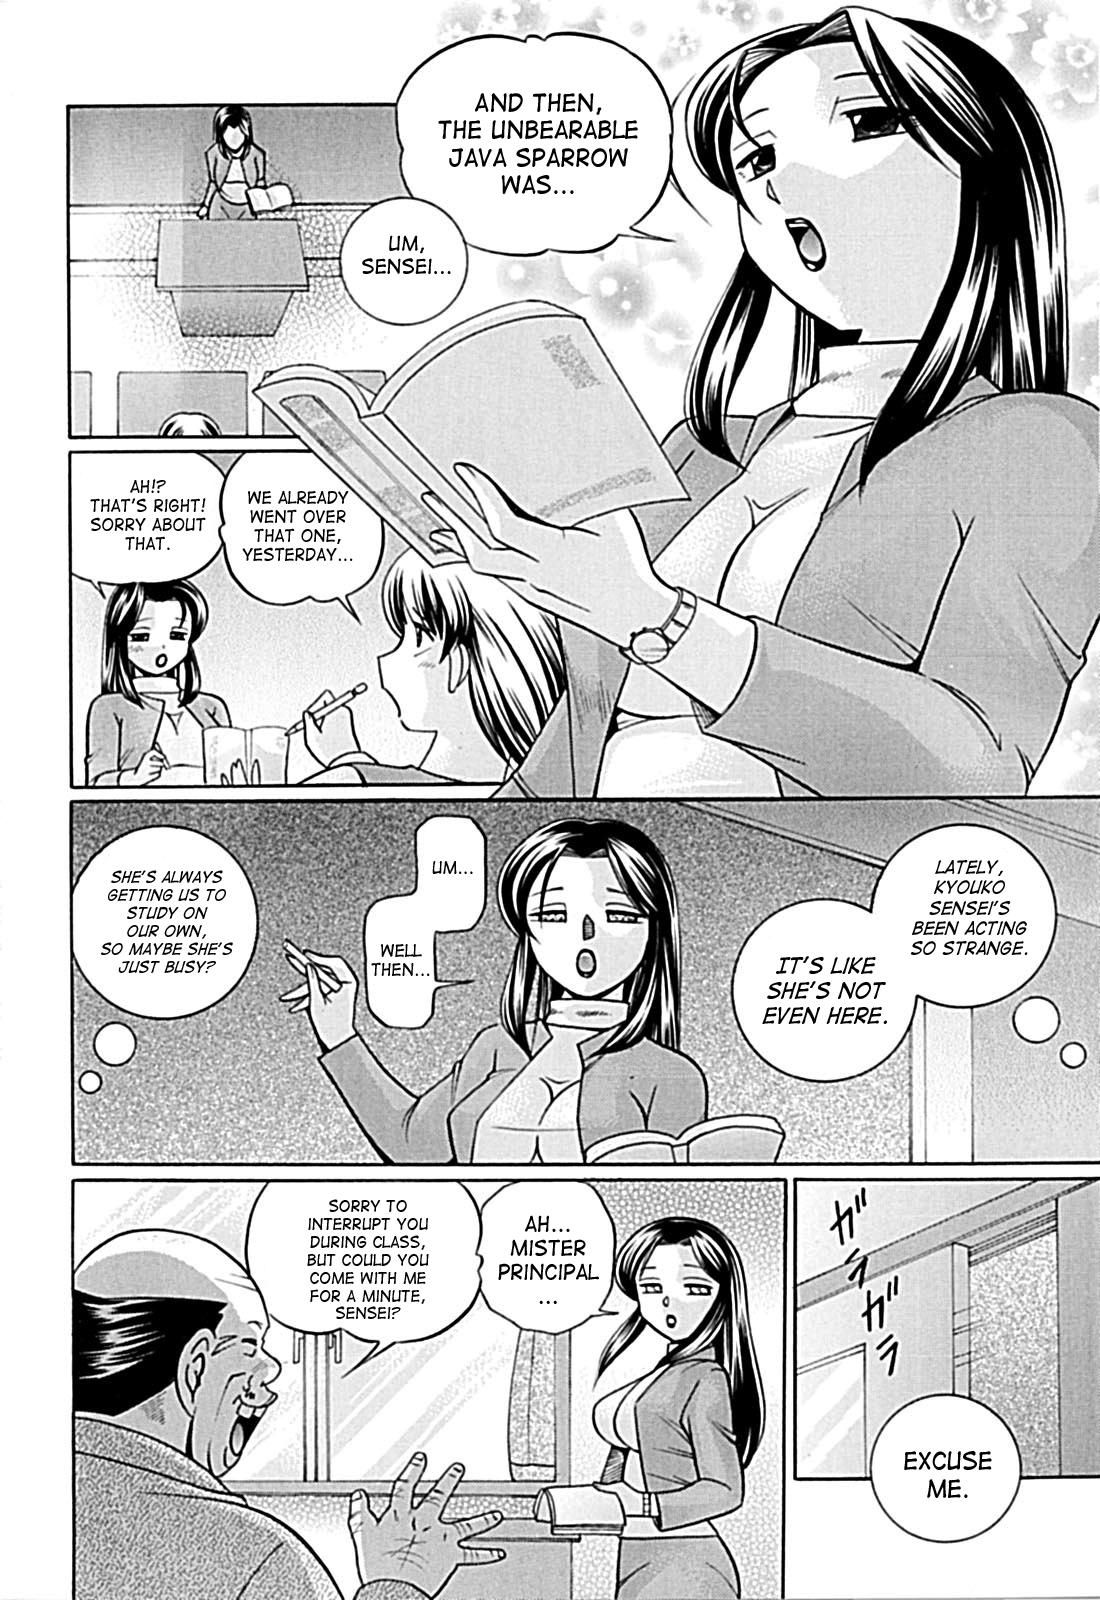 AND THEN,
THE UNBEARABLE
JAVA SPARROW
WAS...
UM,
SENSEI...
WE ALREADY
WENT OVER
THAT ONE,
YESTERDAY...
AH!?
THAT'S RIGHT!
SORRY ABOUT
THAT.
LATELY,
KYOUKO
SENSEI'S
BEEN ACTING
SO STRANGE.
IT'S LIKE
SHE'S NOT
EVEN HERE.
UM...
WELL
THEN...
SHE'S ALWAYS
GETTING US TO
STUDY ON
OUR OWN,
SO MAYBE SHE'S
JUST BUSY?
ガラガラ
EXCUSE
ME.
AH...
MISTER
PRINCIPAL
...
SORRY TO
INTERRUPT YOU
DURING CLASS,
BUT COULD YOU
COME WITH ME
FOR A MINUTE,
SENSEI?